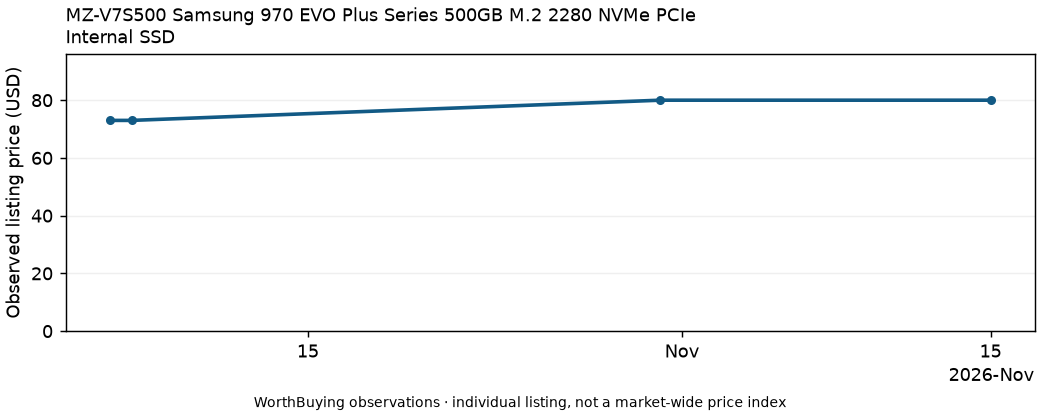 MZ-V7S500 Samsung 970 EVO Plus Series 500GB M.2 2280 NVMe PCIe
Internal SSD
Observed listing price (USD)
80
60
40
20
0
15
Nov
15
2026-Nov
WorthBuying observations · individual listing, not a market-wide price index